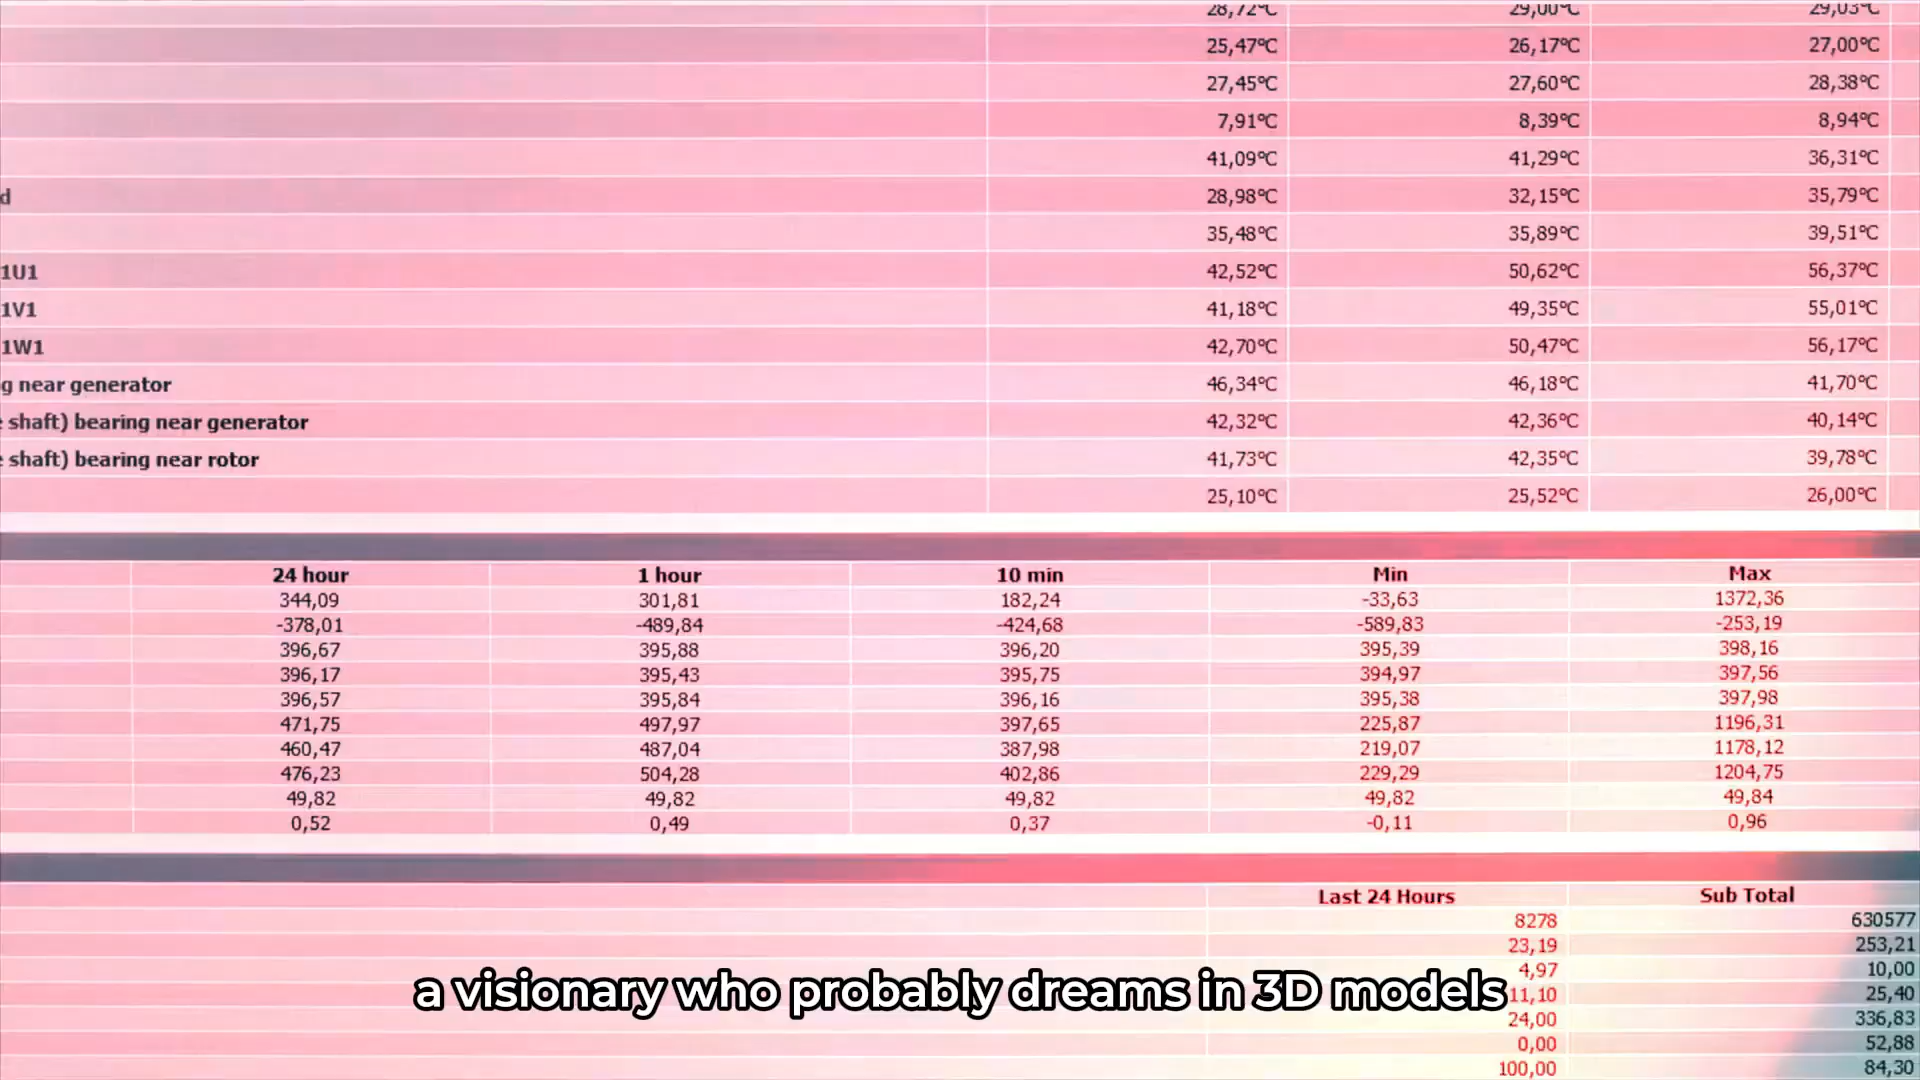 28,72°C 29,00°C 29,03°C
25,47°C 26,17°C 27,00°C
27,45°C 27,60°C 28,38°C
7,91°C 8,39°C 8,94°C
41,09°C 41,29°C 36,31°C
d 28,98°C 32,15°C 35,79°C
35,48°C 35,89°C 39,51°C
1U1 42,52°C 50,62°C 56,37°C
1V1 41,18°C 49,35°C 55,01°C
1W1 42,70°C 50,47°C 56,17°C
g near generator 46,34°C 46,18°C 41,70°C
shaft) bearing near generator 42,32°C 42,36°C 40,14°C
shaft) bearing near rotor 41,73°C 42,35°C 39,78°C
25,10°C 25,52°C 26,00°C
24 hour 1 hour 10 min Min Max
344,09 301,81 182,24 -33,63 1372,36
-378,01 -489,84 -424,68 -589,83 -253,19
396,67 395,88 396,20 395,39 398,16
396,17 395,43 395,75 394,97 397,56
396,57 395,84 396,16 395,38 397,98
471,75 497,97 397,65 225,87 1196,31
460,47 487,04 387,98 219,07 1178,12
476,23 504,28 402,86 229,29 1204,75
49,82 49,82 49,82 49,82 49,84
0,52 0,49 0,37 -0,11 0,96
Last 24 Hours Sub Total
8278 630577
23,19 253,21
4,97 10,00
11,10 25,40
24,00 336,83
0,00 52,88
100,00 84,30
a visionary who probably dreams in 3D models